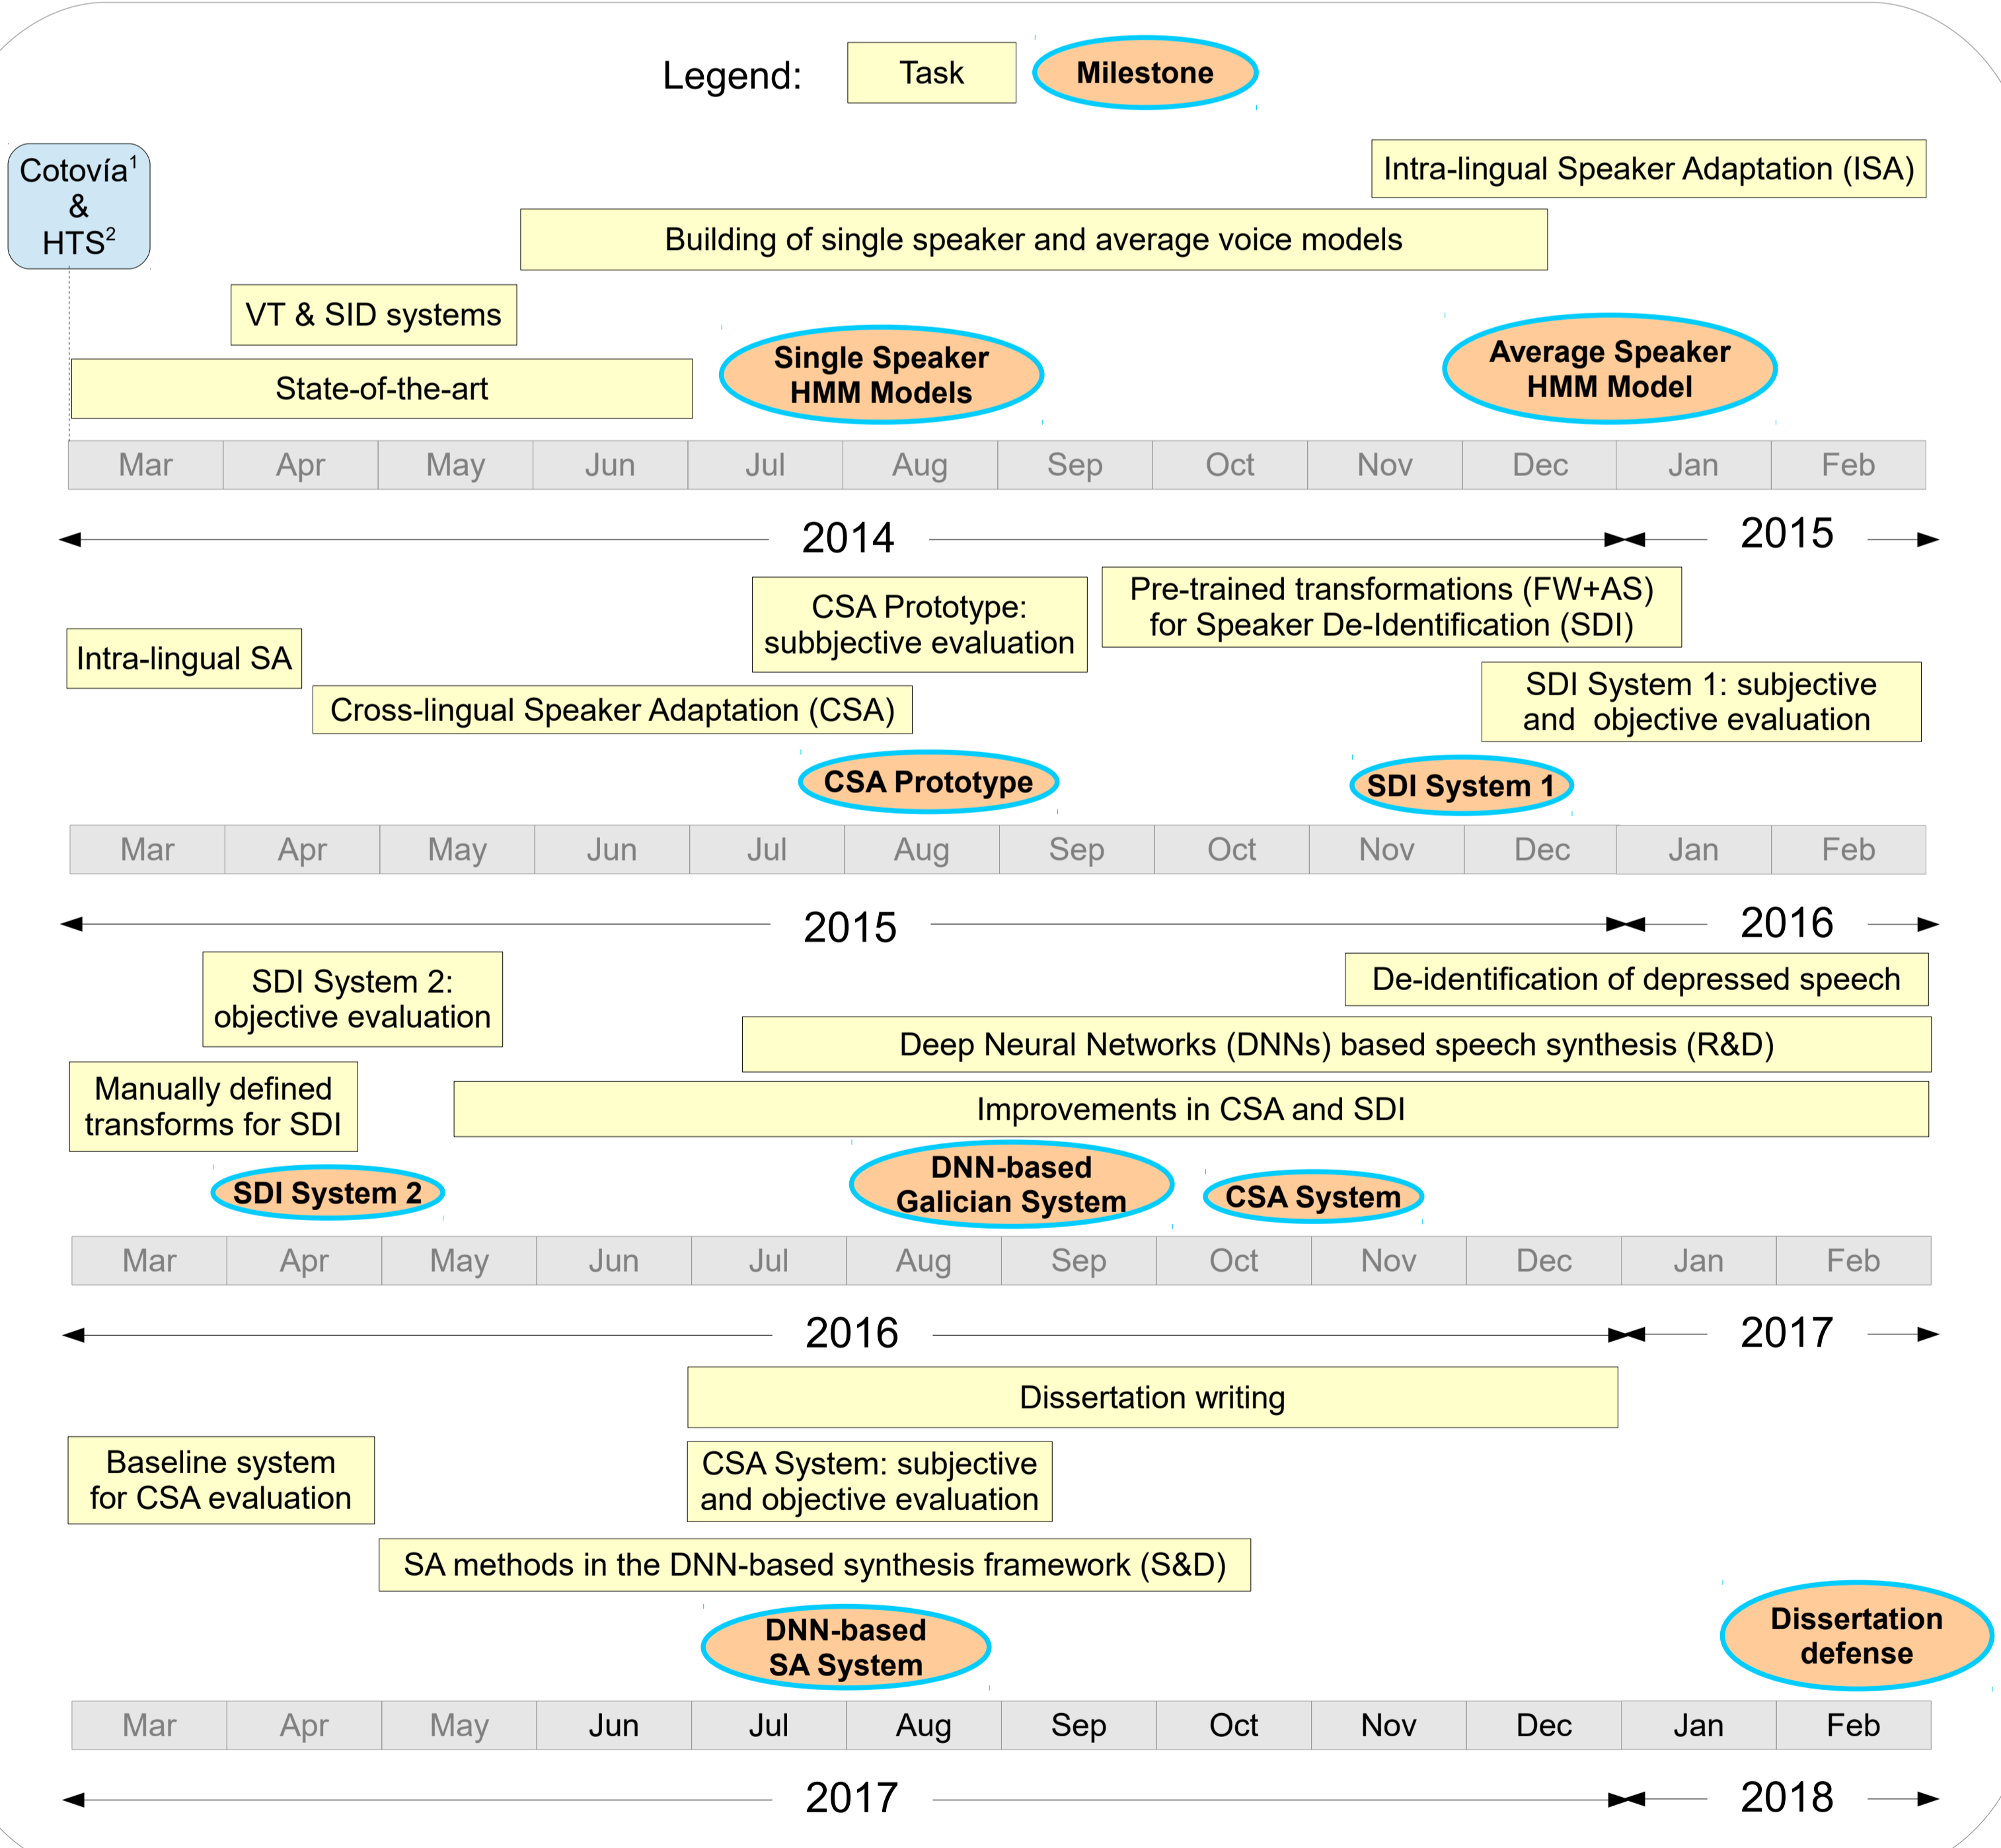 Legend:
Task
Milestone
Cotovía¹
&
HTS²
Intra-lingual Speaker Adaptation (ISA)
Building of single speaker and average voice models
VT & SID systems
State-of-the-art
Single Speaker
HMM Models
Average Speaker
HMM Model
Mar Apr May Jun Jul Aug Sep Oct Nov Dec Jan Feb
2014 2015
CSA Prototype:
subbjective evaluation
Pre-trained transformations (FW+AS)
for Speaker De-Identification (SDI)
Intra-lingual SA
Cross-lingual Speaker Adaptation (CSA)
SDI System 1: subjective
and objective evaluation
CSA Prototype
SDI System 1
Mar Apr May Jun Jul Aug Sep Oct Nov Dec Jan Feb
2015 2016
SDI System 2:
objective evaluation
De-identification of depressed speech
Deep Neural Networks (DNNs) based speech synthesis (R&D)
Manually defined
transforms for SDI
Improvements in CSA and SDI
SDI System 2
DNN-based
Galician System
CSA System
Mar Apr May Jun Jul Aug Sep Oct Nov Dec Jan Feb
2016 2017
Dissertation writing
Baseline system
for CSA evaluation
CSA System: subjective
and objective evaluation
SA methods in the DNN-based synthesis framework (S&D)
DNN-based
SA System
Dissertation
defense
Mar Apr May Jun Jul Aug Sep Oct Nov Dec Jan Feb
2017 2018